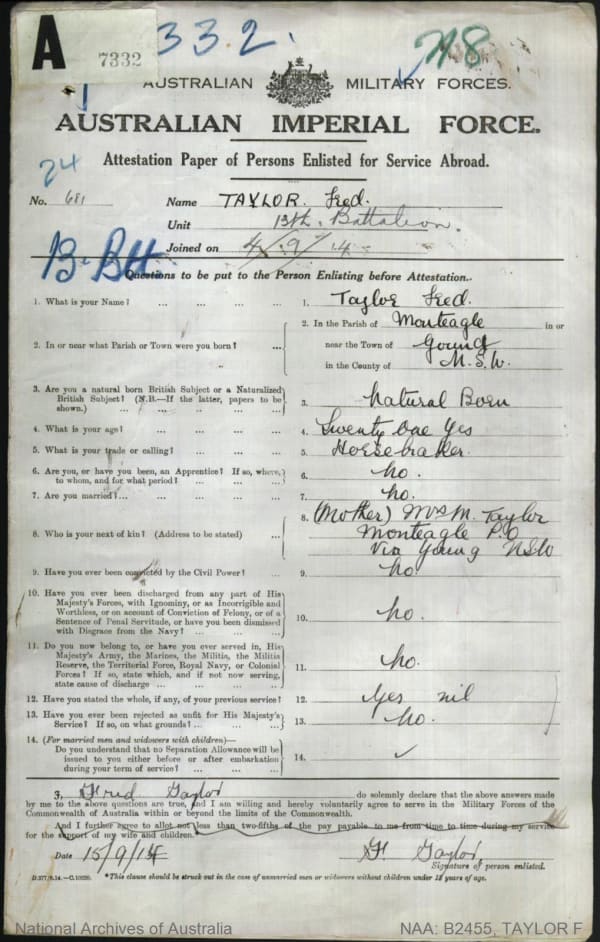 A 7332
332.
218
AUSTRALIAN MILITARY FORCES.
AUSTRALIAN IMPERIAL FORCE.
Attestation Paper of Persons Enlisted for Service Abroad.
24
No. 681 Name TAYLOR. Fred.
Unit 13th. Battalion.
Joined on 4/9/14
13. Btt.
Questions to be put to the Person Enlisting before Attestation.
1. What is your Name? ... ... ... ... 1. Taylor Fred.
2. In or near what Parish or Town were you born? ... 2. In the Parish of Monteagle in or
near the Town of Young
in the County of N.S.W.
3. Are you a natural born British Subject or a Naturalized
British Subject? (N.B.—If the latter, papers to be
shown.) ... ... ... ... 3. Natural Born
4. What is your age? ... ... ... ... 4. Twenty One Yrs
5. What is your trade or calling? ... ... ... 5. Horsebreaker.
6. Are you, or have you been, an Apprentice? If so, where,
to whom, and for what period? ... ... ... 6. No.
7. Are you married? ... ... ... ... 7. No.
8. Who is your next of kin? (Address to be stated) ... 8. (Mother) Mrs M. Taylor
Monteagle P.O
Via Young NSW
9. Have you ever been convicted by the Civil Power? ... 9. No.
10. Have you ever been discharged from any part of His
Majesty's Forces, with Ignominy, or as Incorrigible and
Worthless, or on account of Conviction of Felony, or of a
Sentence of Penal Servitude, or have you been dismissed
with Disgrace from the Navy? ... ... ... 10. No.
11. Do you now belong to, or have you ever served in, His
Majesty's Army, the Marines, the Militia, the Militia
Reserve, the Territorial Force, Royal Navy, or Colonial
Forces? If so, state which, and if not now serving,
state cause of discharge ... ... ... 11. No.
12. Have you stated the whole, if any, of your previous service? 12. Yes nil
13. Have you ever been rejected as unfit for His Majesty's
Service? If so, on what grounds? ... ... ... 13. No.
14. (For married men and widowers with children)—
Do you understand that no Separation Allowance will be
issued to you either before or after embarkation
during your term of service? ... ... ... 14. ✓
I, Fred Taylor do solemnly declare that the above answers made
by me to the above questions are true, and I am willing and hereby voluntarily agree to serve in the Military Forces of the
Commonwealth of Australia within or beyond the limits of the Commonwealth.
And I further agree to allot not less than two-fifths of the pay payable to me from time to time during my service
for the support of my wife and children.
Date 15/9/14 F. Taylor
Signature of person enlisted.
D.377/8.14.—C.10920. *This clause should be struck out in the case of unmarried men or widowers without children under 18 years of age.
National Archives of Australia NAA: B2455, TAYLOR F